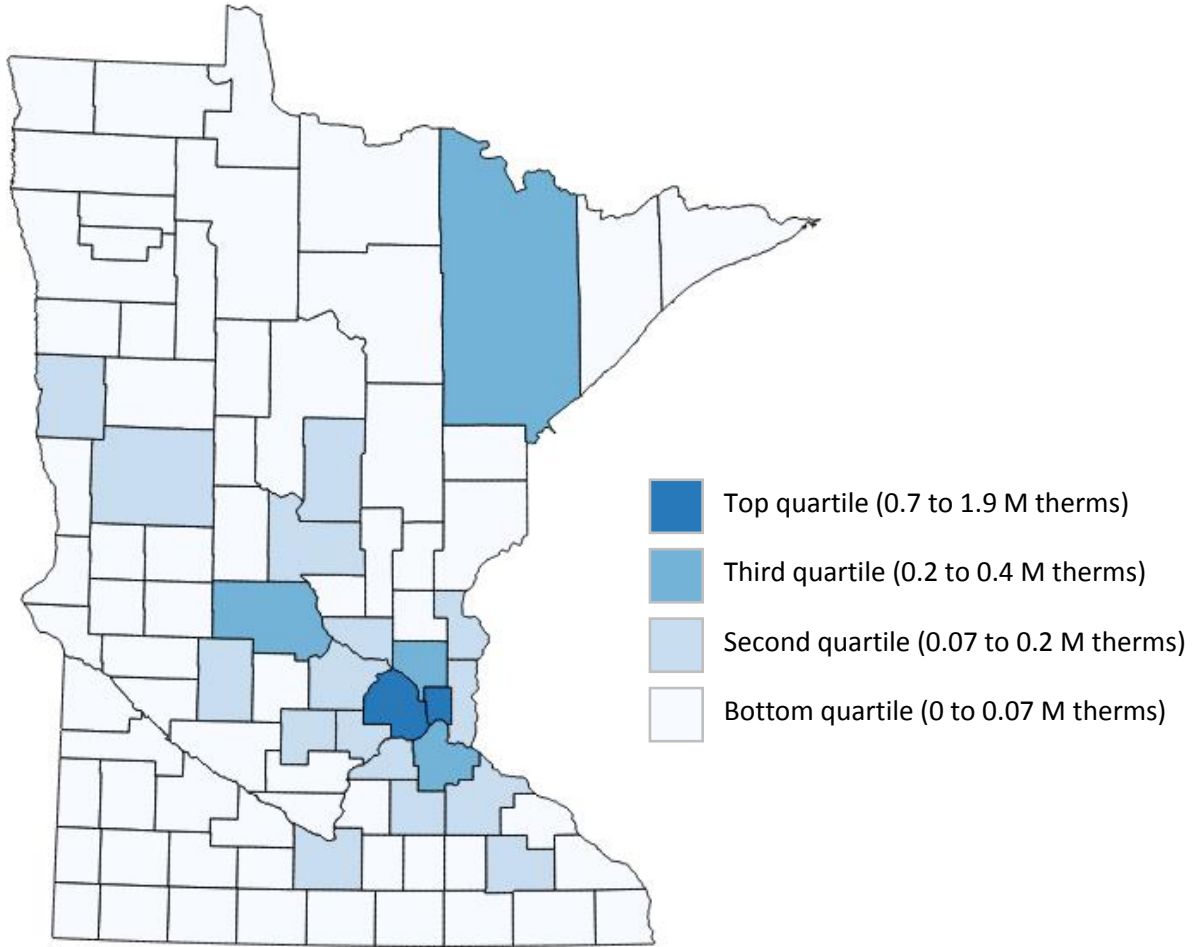 Top quartile (0.7 to 1.9 M therms)
Third quartile (0.2 to 0.4 M therms)
Second quartile (0.07 to 0.2 M therms)
Bottom quartile (0 to 0.07 M therms)